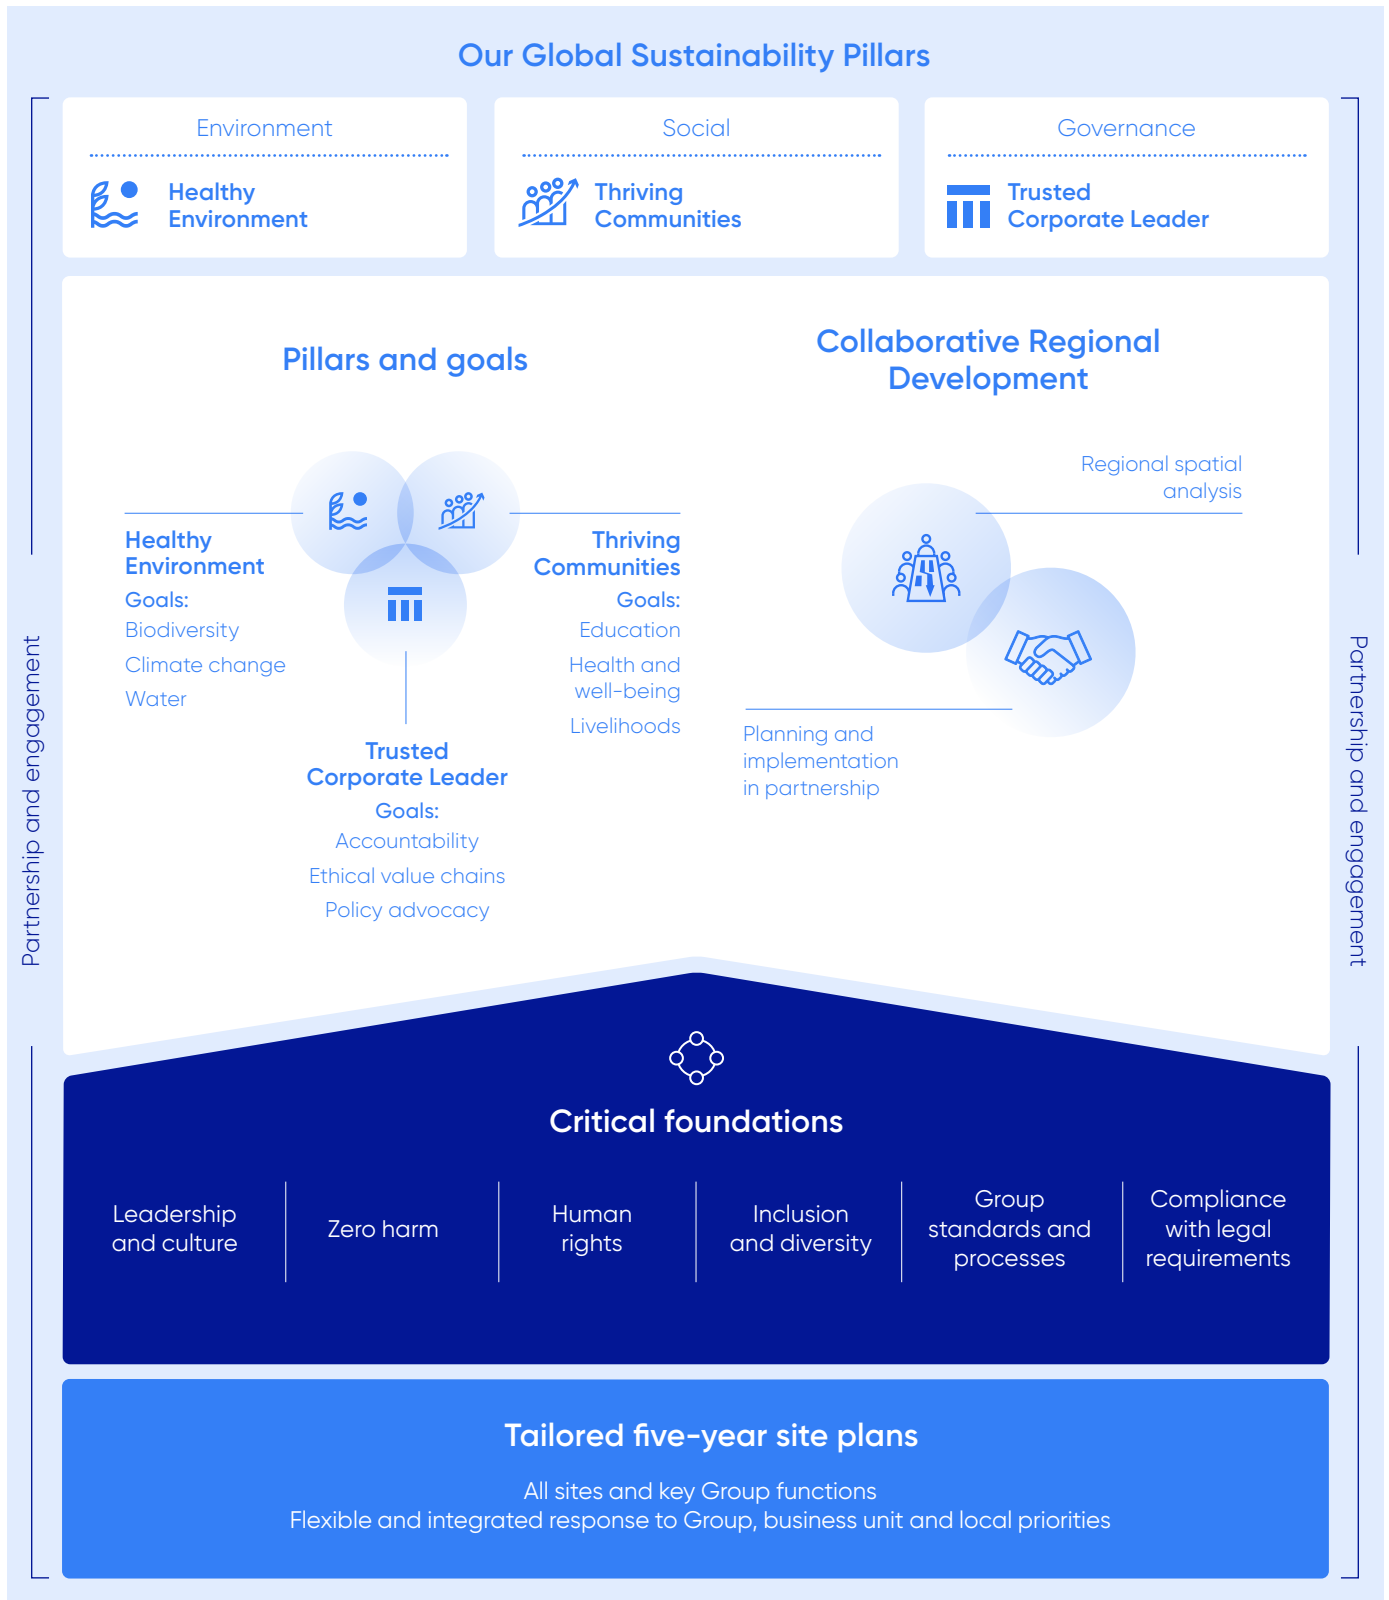 Our Global Sustainability Pillars
Environment
Healthy
Environment
Social
Thriving
Communities
Governance
Trusted
Corporate Leader
Partnership and engagement
Pillars and goals
Healthy
Environment
Goals:
Biodiversity
Climate change
Water
Thriving
Communities
Goals:
Education
Health and
well-being
Livelihoods
Trusted
Corporate Leader
Goals:
Accountability
Ethical value chains
Policy advocacy
Collaborative Regional
Development
Regional spatial
analysis
Planning and
implementation
in partnership
Partnership and engagement
Critical foundations
Leadership
and culture
Zero harm
Human
rights
Inclusion
and diversity
Group
standards and
processes
Compliance
with legal
requirements
Tailored five-year site plans
All sites and key Group functions
Flexible and integrated response to Group, business unit and local priorities